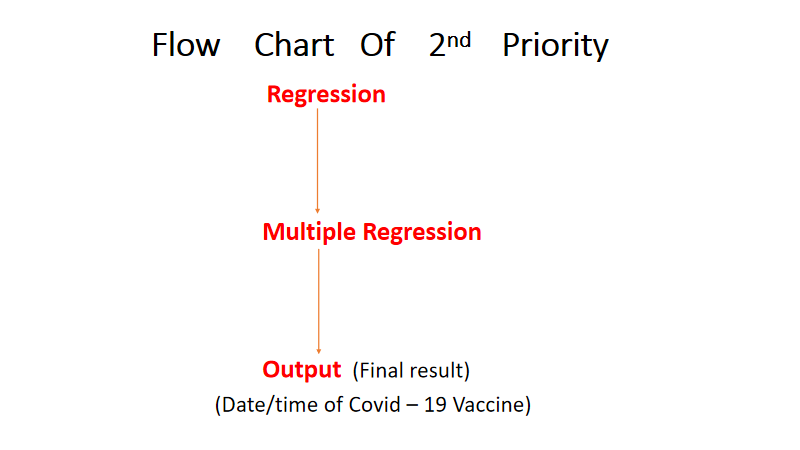 Flow Chart Of 2nd Priority
Regression
Multiple Regression
Output (Final result)
(Date/time of Covid – 19 Vaccine)